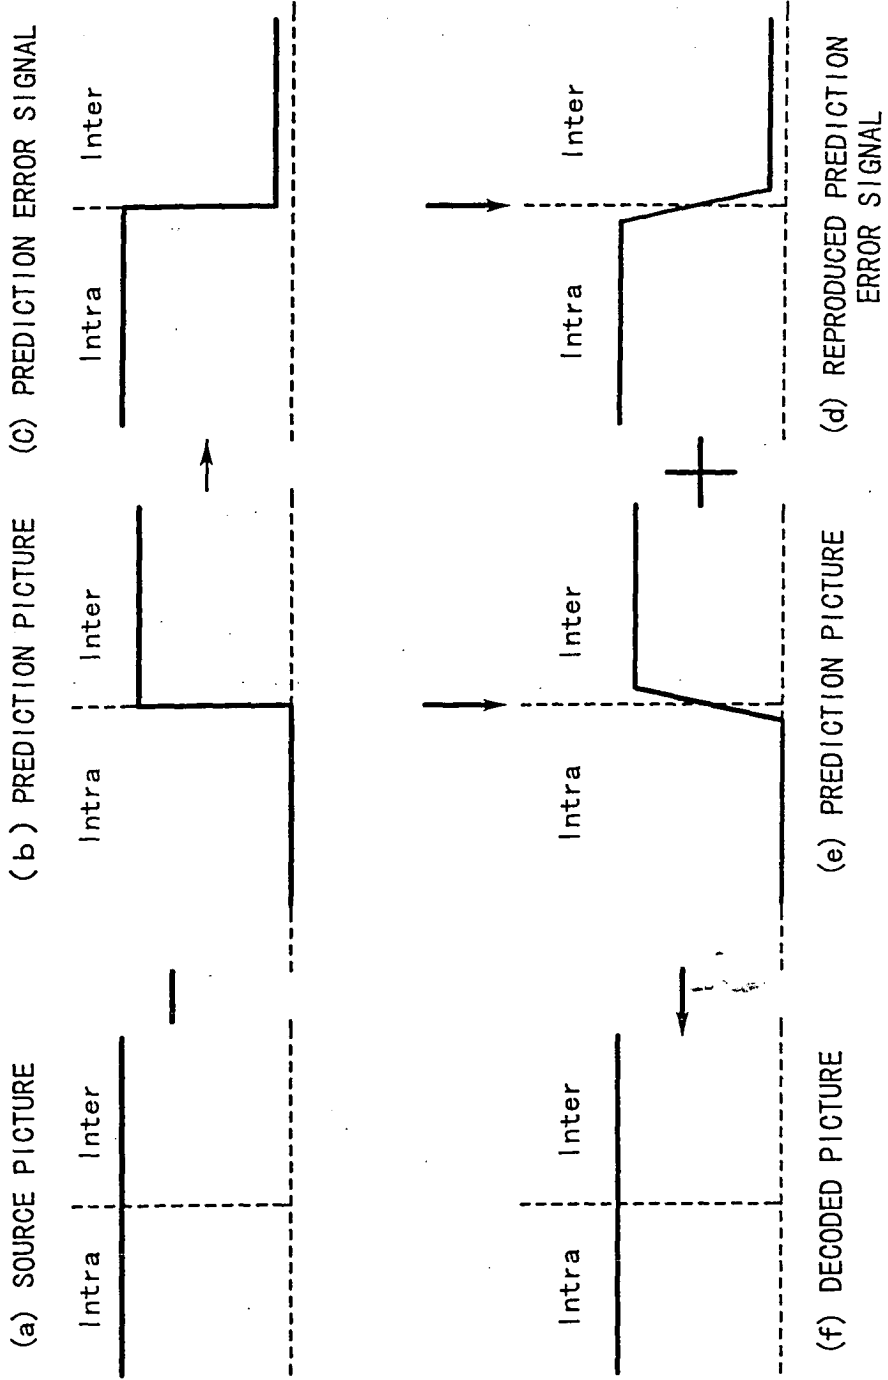 (a) SOURCE PICTURE
Intra
Inter
(b) PREDICTION PICTURE
Intra
Inter
(C) PREDICTION ERROR SIGNAL
Intra
Inter
(f) DECODED PICTURE
Intra
Inter
(e) PREDICTION PICTURE
Intra
Inter
(d) REPRODUCED PREDICTION
ERROR SIGNAL
Intra
Inter